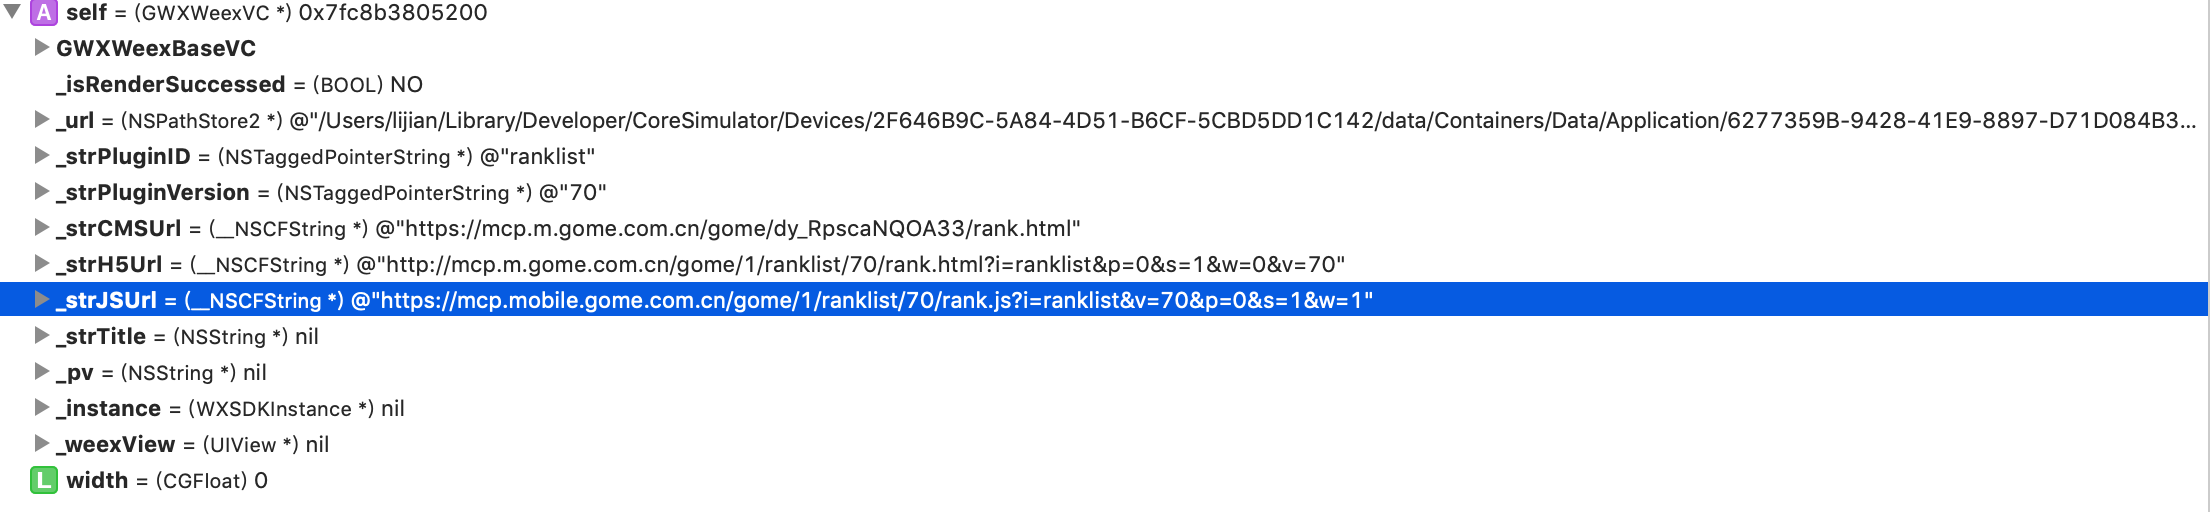 A self = (GWXWeexVC *) 0x7fc8b3805200
GWXWeexBaseVC
_isRenderSuccessed = (BOOL) NO
_url = (NSPathStore2 *) @"/Users/lijian/Library/Developer/CoreSimulator/Devices/2F646B9C-5A84-4D51-B6CF-5CBD5DD1C142/data/Containers/Data/Application/6277359B-9428-41E9-8897-D71D084B3...
_strPluginID = (NSTaggedPointerString *) @"ranklist"
_strPluginVersion = (NSTaggedPointerString *) @"70"
_strCMSUrl = (__NSCFString *) @"https://mcp.m.gome.com.cn/gome/dy_RpscaNQOA33/rank.html"
_strH5Url = (__NSCFString *) @"http://mcp.m.gome.com.cn/gome/1/ranklist/70/rank.html?i=ranklist&p=0&s=1&w=0&v=70"
_strJSUrl = (__NSCFString *) @"https://mcp.mobile.gome.com.cn/gome/1/ranklist/70/rank.js?i=ranklist&v=70&p=0&s=1&w=1"
_strTitle = (NSString *) nil
_pv = (NSString *) nil
_instance = (WXSDKInstance *) nil
_weexView = (UIView *) nil
L width = (CGFloat) 0